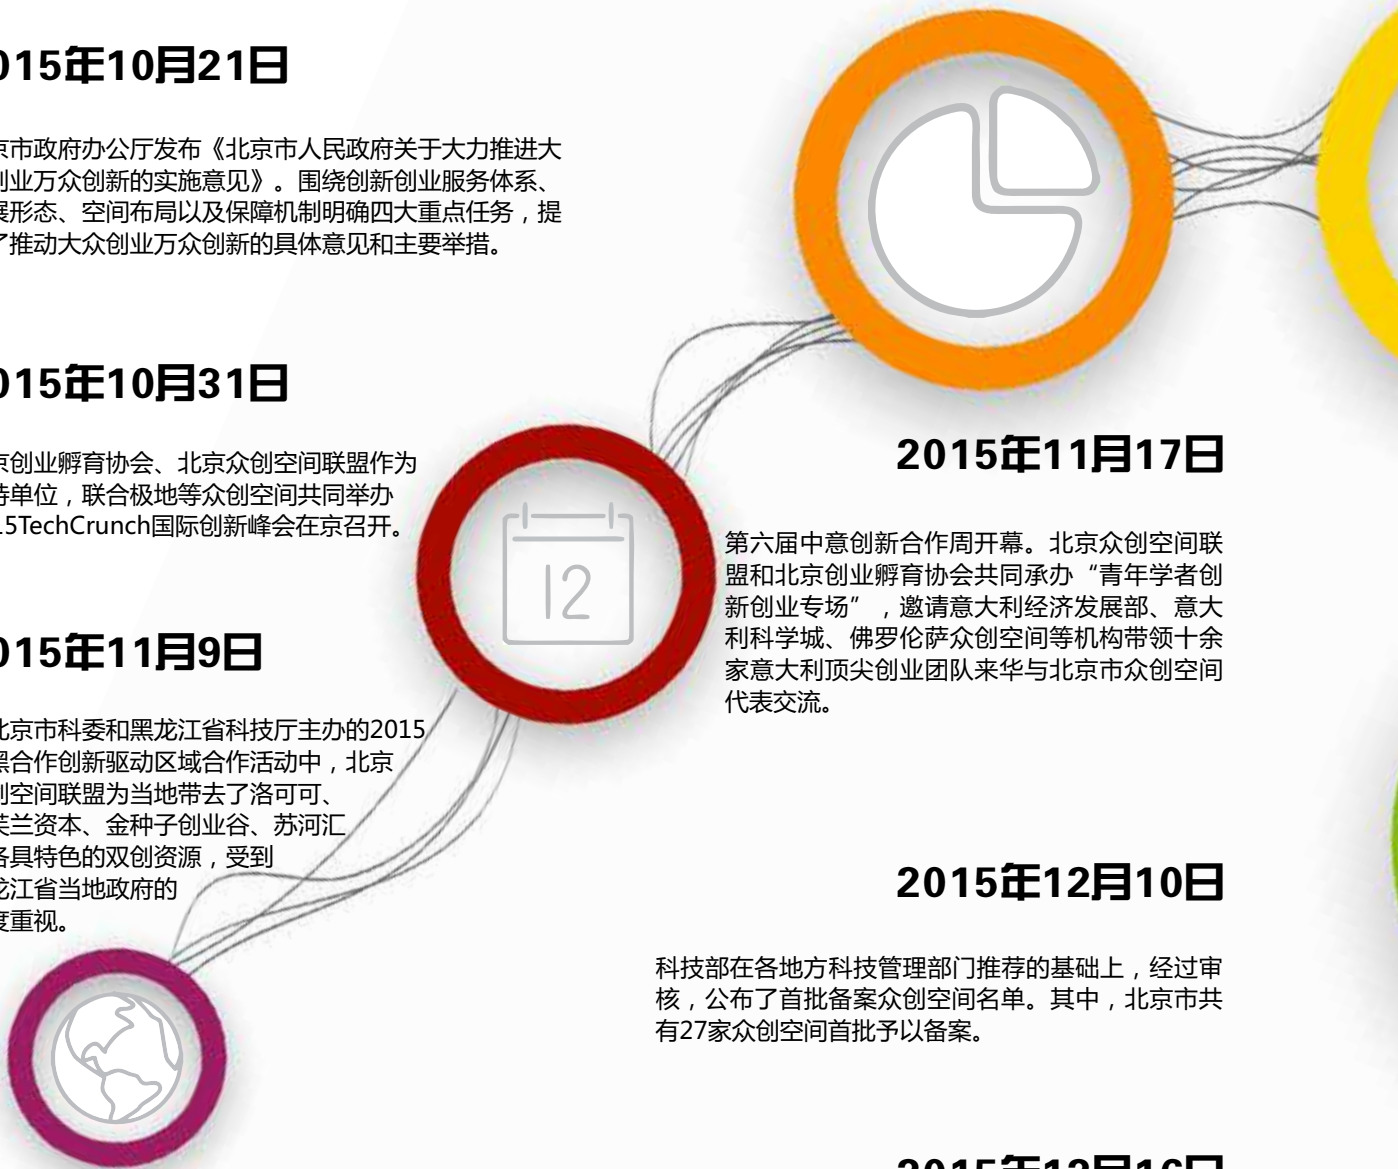 015年10月21日
京市政府办公厅发布《北京市人民政府关于大力推进大
创业万众创新的实施意见》。围绕创新创业服务体系、
展形态、空间布局以及保障机制明确四大重点任务，提
了推动大众创业万众创新的具体意见和主要举措。
015年10月31日
京创业孵育协会、北京众创空间联盟作为
持单位，联合极地等众创空间共同举办
15TechCrunch国际创新峰会在京召开。
015年11月9日
北京市科委和黑龙江省科技厅主办的2015
黑合作创新驱动区域合作活动中，北京
创空间联盟为当地带去了洛可可、
芙兰资本、金种子创业谷、苏河汇
各具特色的双创资源，受到
龙江省当地政府的
度重视。
12
2015年11月17日
第六届中意创新合作周开幕。北京众创空间联
盟和北京创业孵育协会共同承办“青年学者创
新创业专场”，邀请意大利经济发展部、意大
利科学城、佛罗伦萨众创空间等机构带领十余
家意大利顶尖创业团队来华与北京市众创空间
代表交流。
2015年12月10日
科技部在各地方科技管理部门推荐的基础上，经过审
核，公布了首批备案众创空间名单。其中，北京市共
有27家众创空间首批予以备案。
2015年12月16日